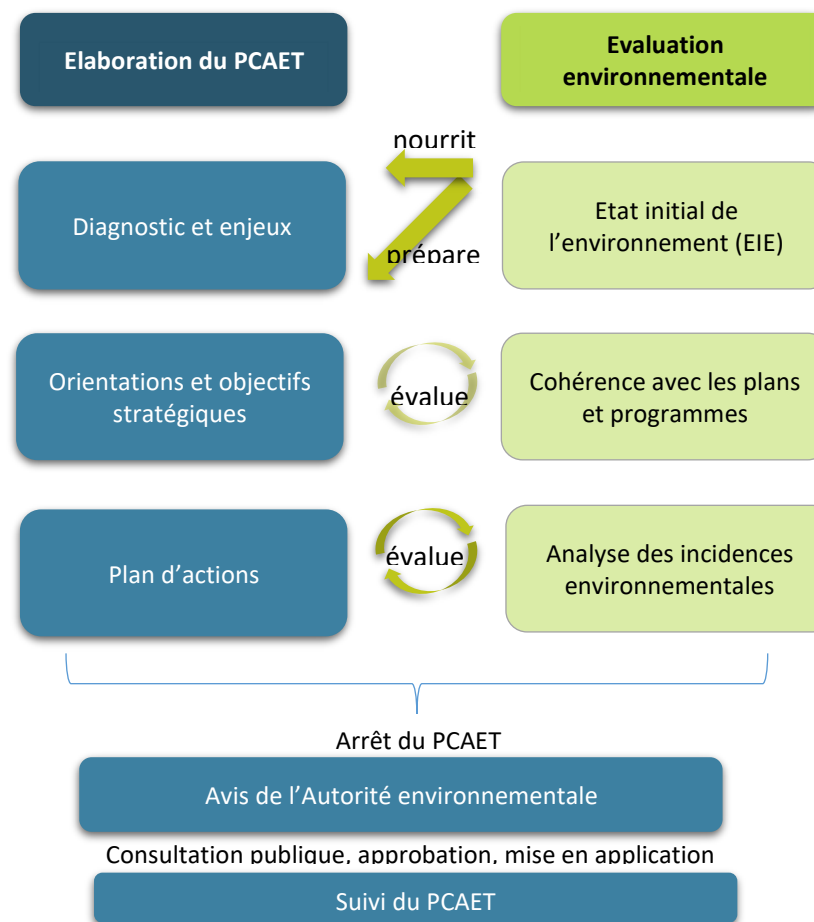 Elaboration du PCAET
Evaluation
environnementale
nourrit
Diagnostic et enjeux
Etat initial de
l’environnement (EIE)
prépare
Orientations et objectifs
stratégiques
évalue
Cohérence avec les plans
et programmes
Plan d’actions
évalue
Analyse des incidences
environnementales
Arrêt du PCAET
Avis de l’Autorité environnementale
Consultation publique, approbation, mise en application
Suivi du PCAET